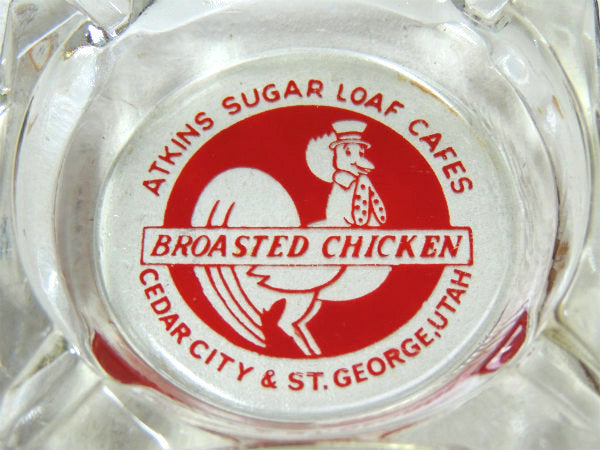 ATKINS SUGAR LOAF CAFES
BROASTED CHICKEN
CEDAR CITY & ST. GEORGE, UTAH